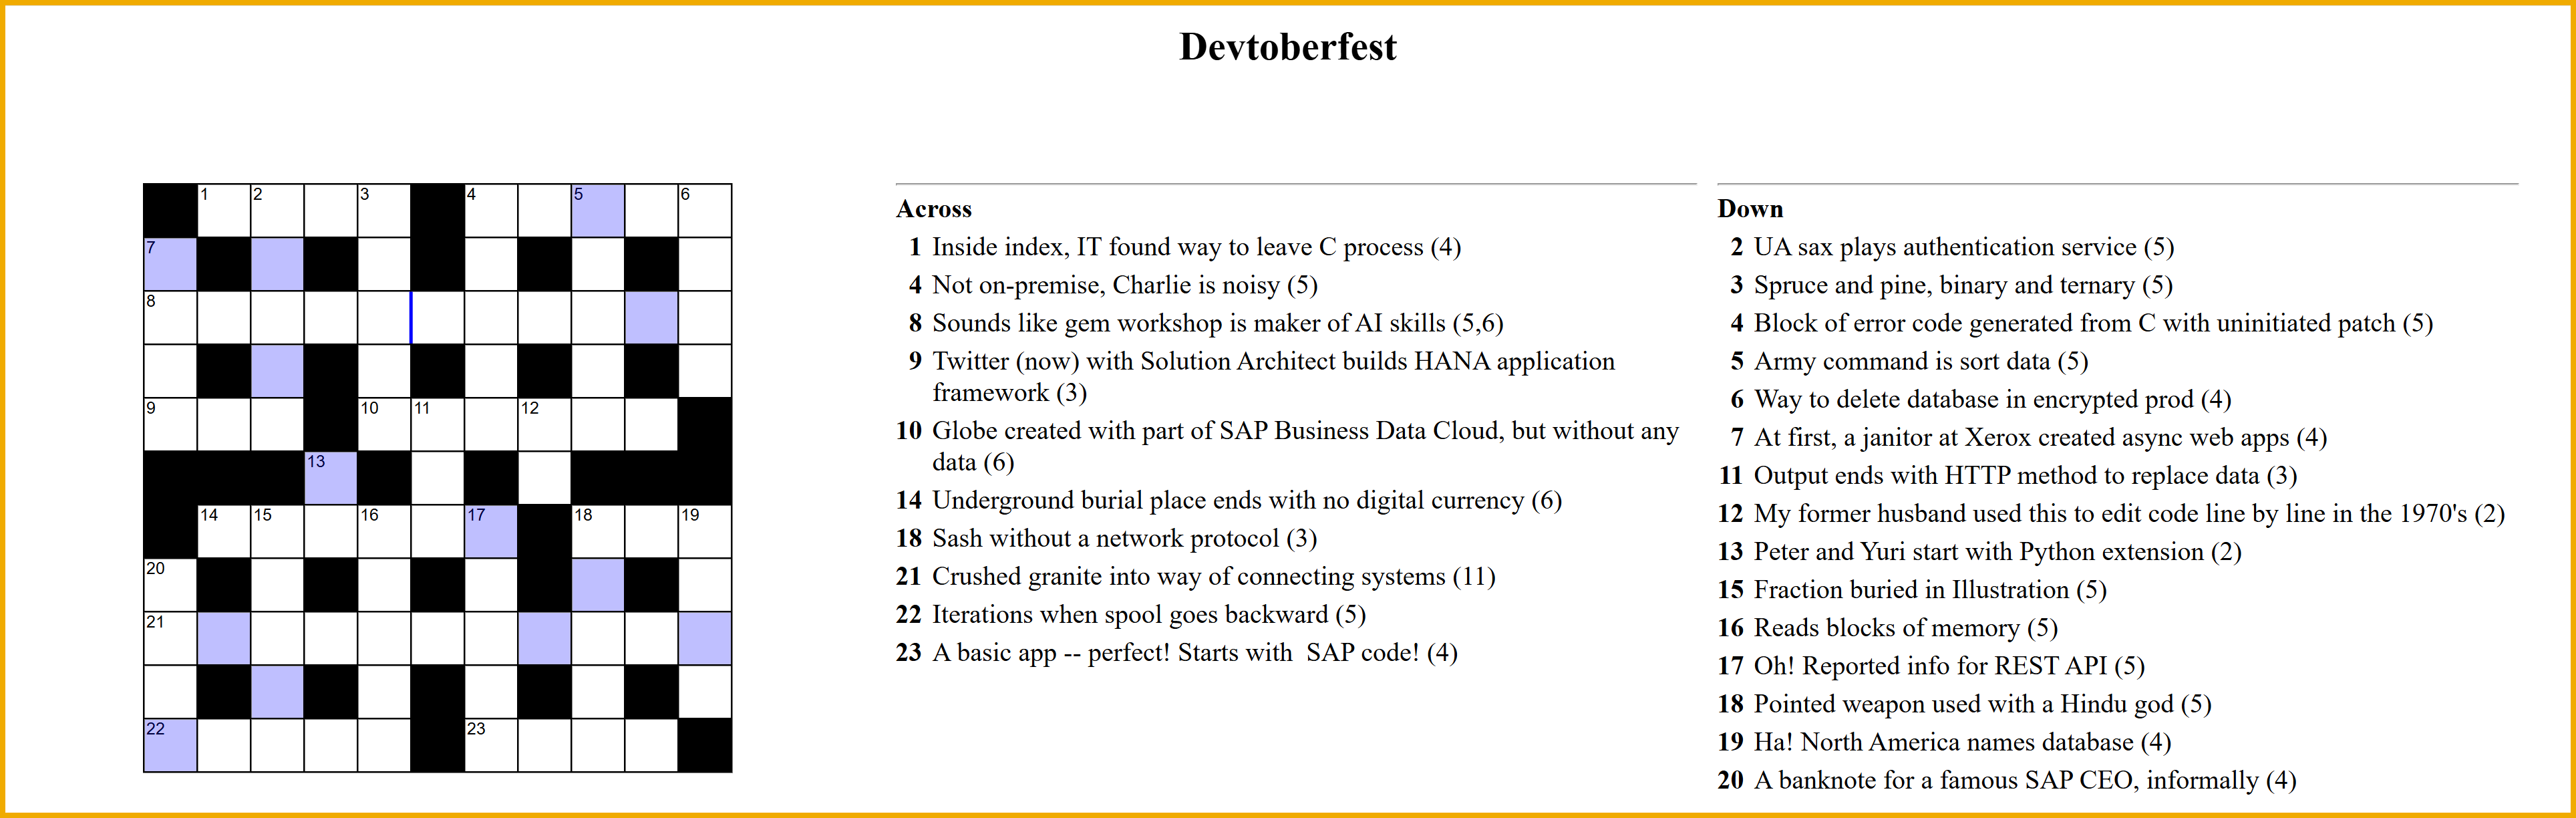 Devtoberfest
1 2 3 4 5 6
7
8
9 10 11 12
13
14 15 16 17 18 19
20
21
22 23
Across
1 Inside index, IT found way to leave C process (4)
4 Not on-premise, Charlie is noisy (5)
8 Sounds like gem workshop is maker of AI skills (5,6)
9 Twitter (now) with Solution Architect builds HANA application
framework (3)
10 Globe created with part of SAP Business Data Cloud, but without any
data (6)
14 Underground burial place ends with no digital currency (6)
18 Sash without a network protocol (3)
21 Crushed granite into way of connecting systems (11)
22 Iterations when spool goes backward (5)
23 A basic app -- perfect! Starts with  SAP code! (4)
Down
2 UA sax plays authentication service (5)
3 Spruce and pine, binary and ternary (5)
4 Block of error code generated from C with uninitiated patch (5)
5 Army command is sort data (5)
6 Way to delete database in encrypted prod (4)
7 At first, a janitor at Xerox created async web apps (4)
11 Output ends with HTTP method to replace data (3)
12 My former husband used this to edit code line by line in the 1970's (2)
13 Peter and Yuri start with Python extension (2)
15 Fraction buried in Illustration (5)
16 Reads blocks of memory (5)
17 Oh! Reported info for REST API (5)
18 Pointed weapon used with a Hindu god (5)
19 Ha! North America names database (4)
20 A banknote for a famous SAP CEO, informally (4)